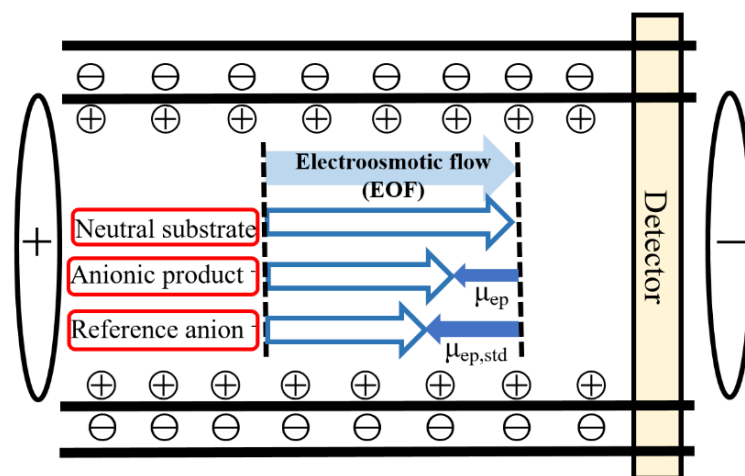 Electroosmotic flow
(EOF)
Neutral substrate
Anionic product -
μep
Reference anion -
μep,std
Detector
+
−